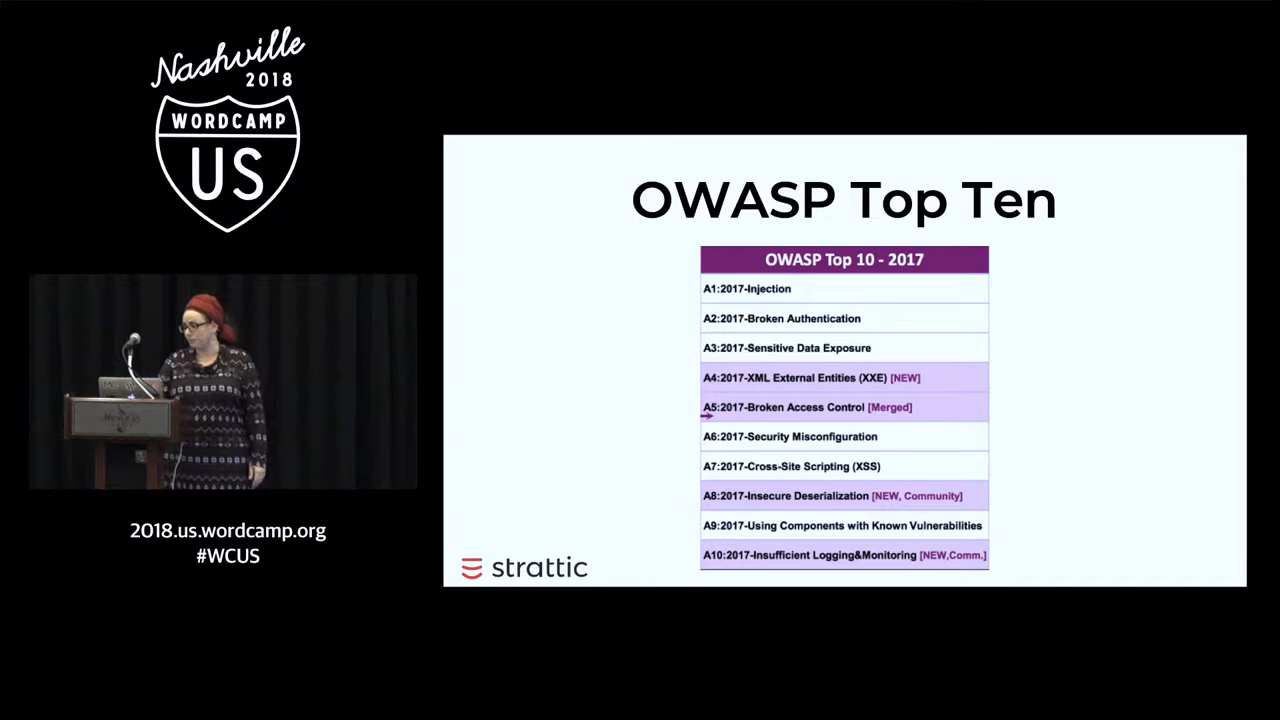 Nashville
2018
WORDCAMP
US
2018.us.wordcamp.org
#WCUS
OWASP Top Ten
OWASP Top 10 - 2017
A1:2017-Injection
A2:2017-Broken Authentication
A3:2017-Sensitive Data Exposure
A4:2017-XML External Entities (XXE) [NEW]
A5:2017-Broken Access Control [Merged]
A6:2017-Security Misconfiguration
A7:2017-Cross-Site Scripting (XSS)
A8:2017-Insecure Deserialization [NEW, Community]
A9:2017-Using Components with Known Vulnerabilities
A10:2017-Insufficient Logging&Monitoring [NEW,Comm.]
strattic